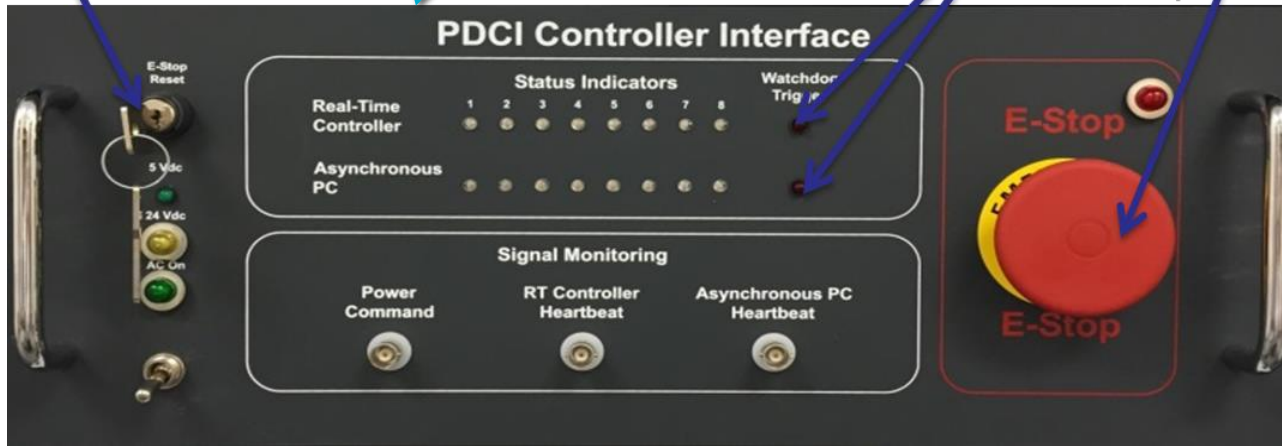 PDCI Controller Interface
E-Stop
Reset
Status Indicators
Watchdog
Trigge
1 2 3 4 5 6 7 8
Real-Time
Controller
Asynchronous
PC
5 Vdc
24 Vdc
AC On
Signal Monitoring
Power
Command
RT Controller
Heartbeat
Asynchronous PC
Heartbeat
E-Stop
E-Stop